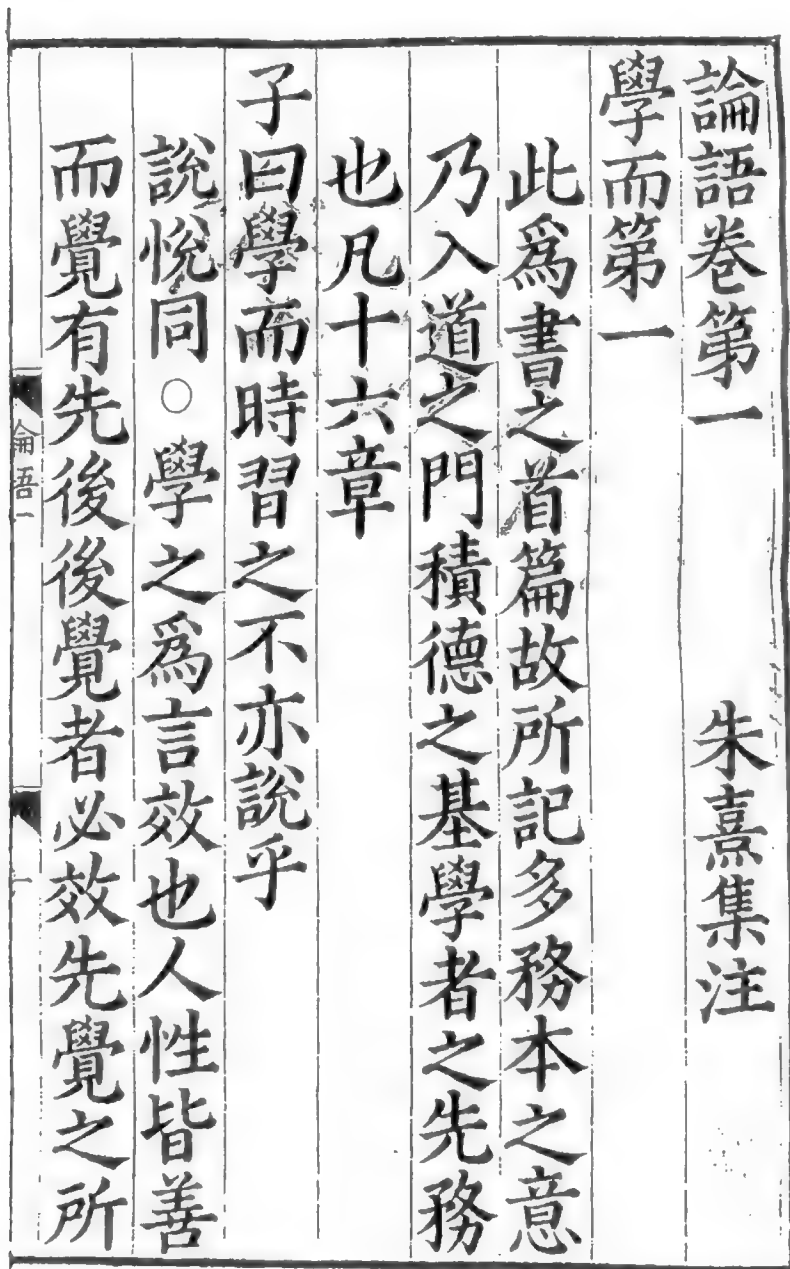 論語卷第一 朱熹集注
學而第一
此爲書之首篇故所記多務本之意
乃入道之門積德之基學者之先務
也凡十六章
子曰學而時習之不亦說乎
說悅同○學之爲言效也人性皆善
而覺有先後後覺者必效先覺之所
論語一